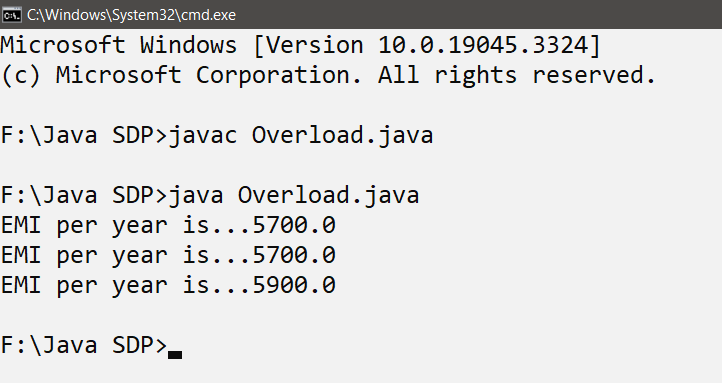 C:\Windows\System32\cmd.exe
Microsoft Windows [Version 10.0.19045.3324]
(c) Microsoft Corporation. All rights reserved.
F:\Java SDP>javac Overload.java
F:\Java SDP>java Overload.java
EMI per year is...5700.0
EMI per year is...5700.0
EMI per year is...5900.0
F:\Java SDP>